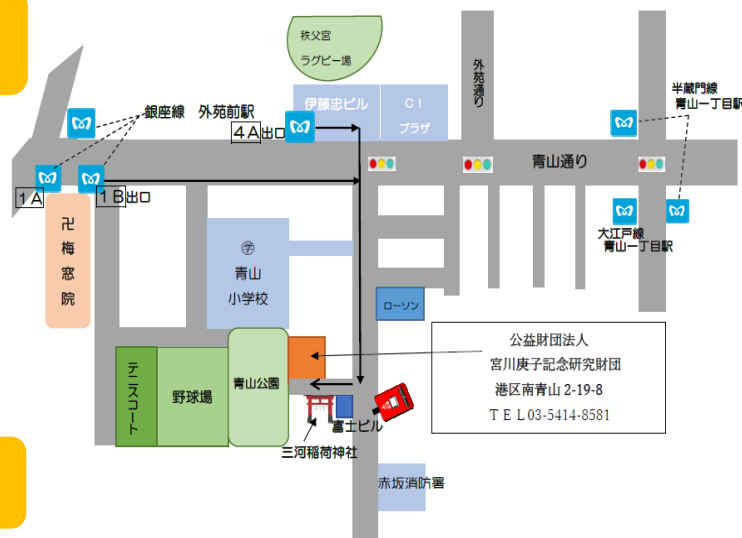 秩父宮
ラグビー場
伊藤忠ビル
CI
プラザ
外苑通り
半蔵門線
青山一丁目駅
銀座線 外苑前駅
4A出口
青山通り
1A
1B出口
大江戸線
青山一丁目駅
卍
梅窓院
学
青山
小学校
ローソン
公益財団法人
宮川庚子記念研究財団
港区南青山 2-19-8
TEL03-5414-8581
テニスコート
野球場
青山公園
富士ビル
三河稲荷神社
赤坂消防署